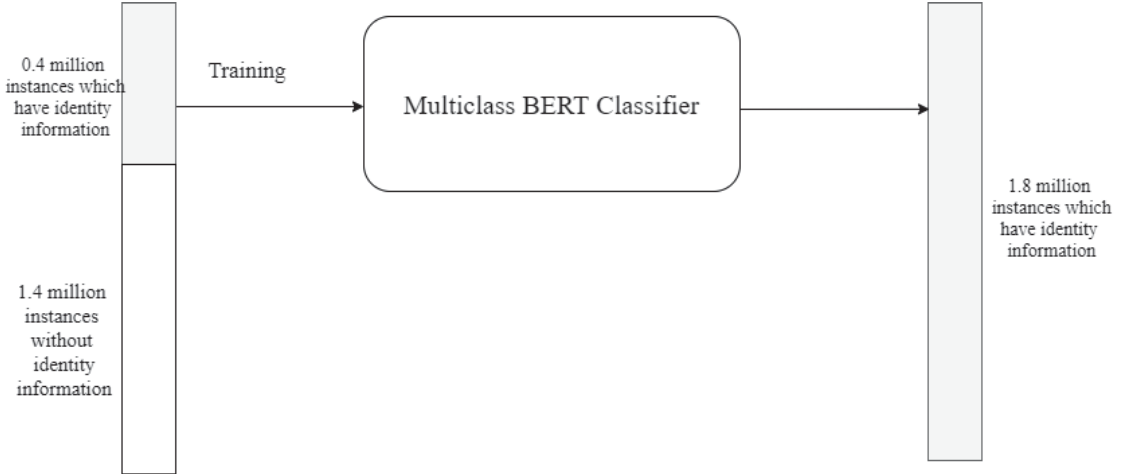 0.4 million
instances which
have identity
information
Training
Multiclass BERT Classifier
1.8 million
instances which
have identity
information
1.4 million
instances
without
identity
information